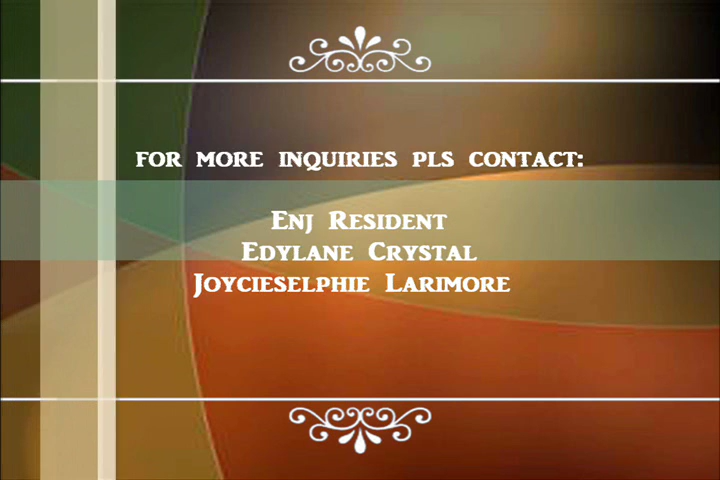 FOR MORE INQUIRIES PLS CONTACT:
Enj Resident
Edylane Crystal
Joycieselphie Larimore